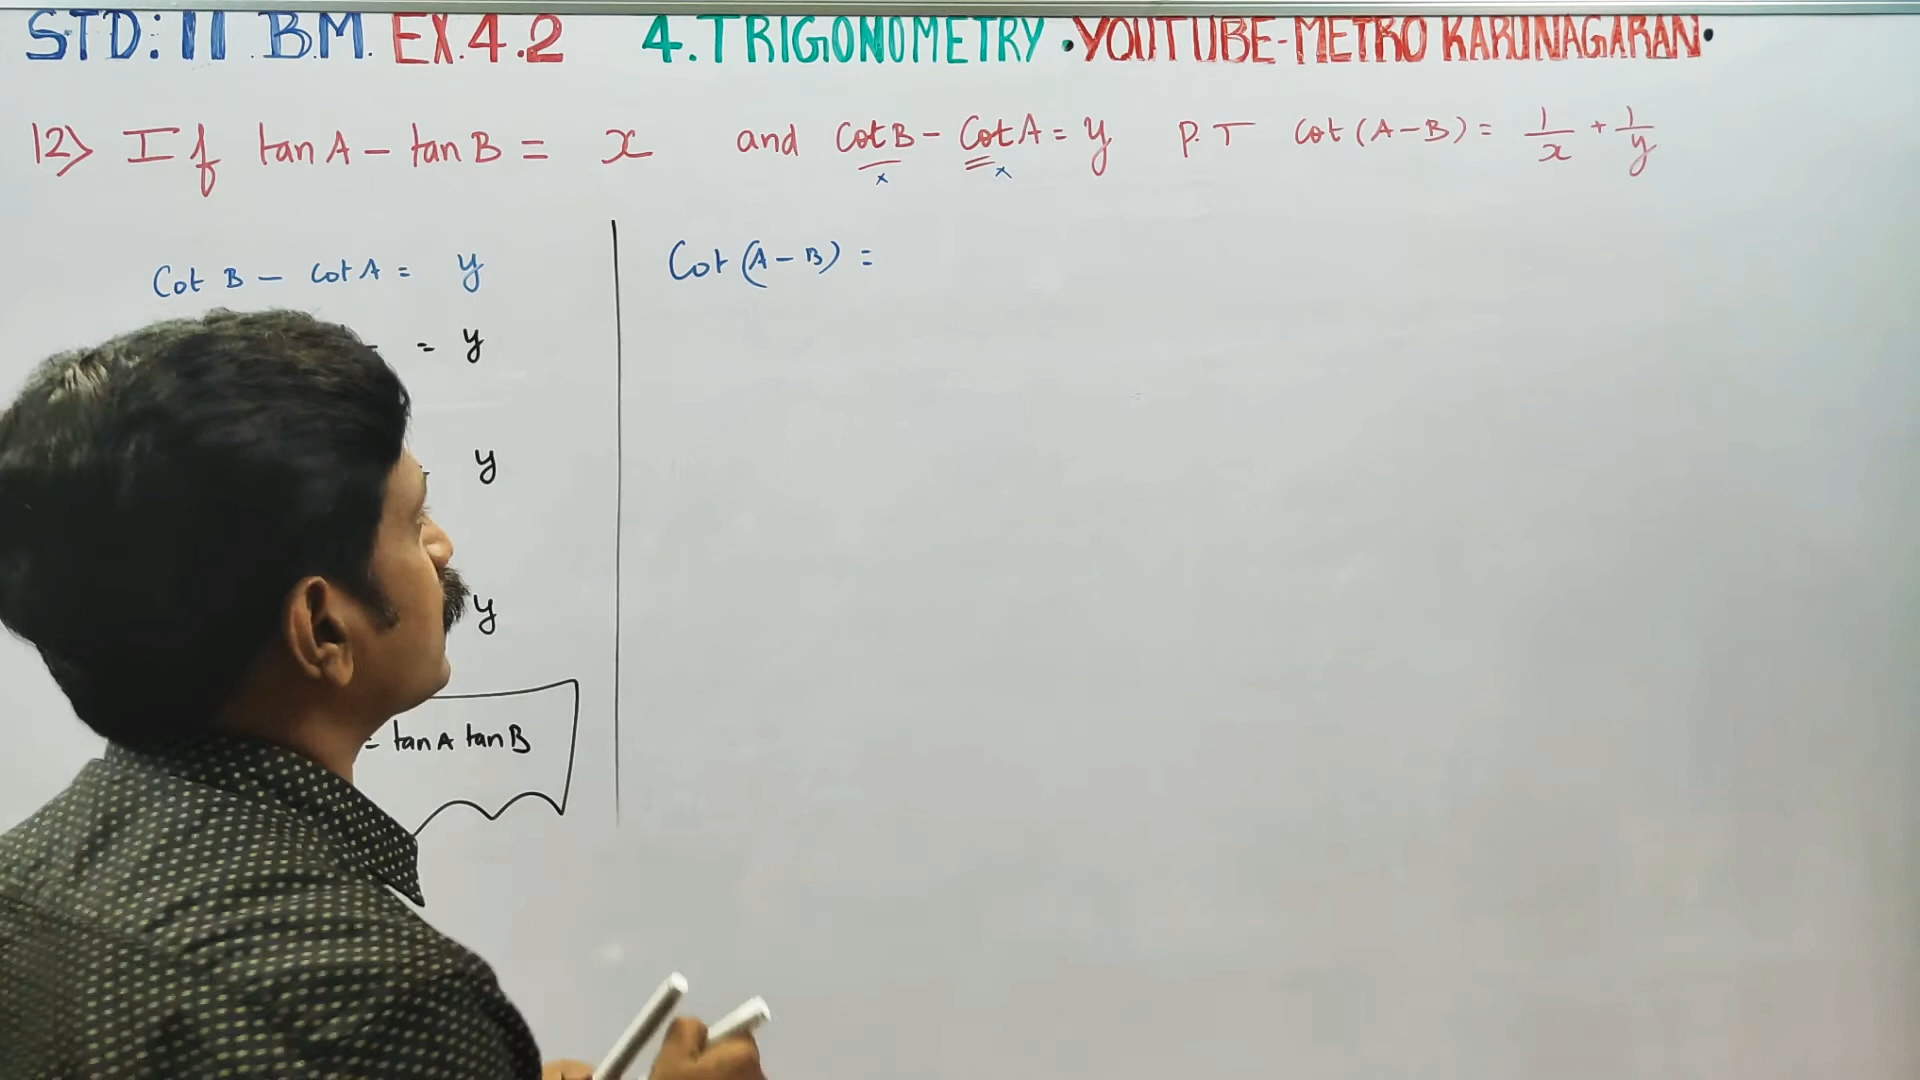 STD: 11 B.M. EX.4.2 4. TRIGONOMETRY • YOUTUBE-METRO KARUNAGARAN •
12) If tan A - tan B = x and Cot B - Cot A = y P.T Cot (A - B) = 1/x + 1/y
Cot B - Cot A = y
= y
y
y
= tan A tan B
Cot (A - B) =